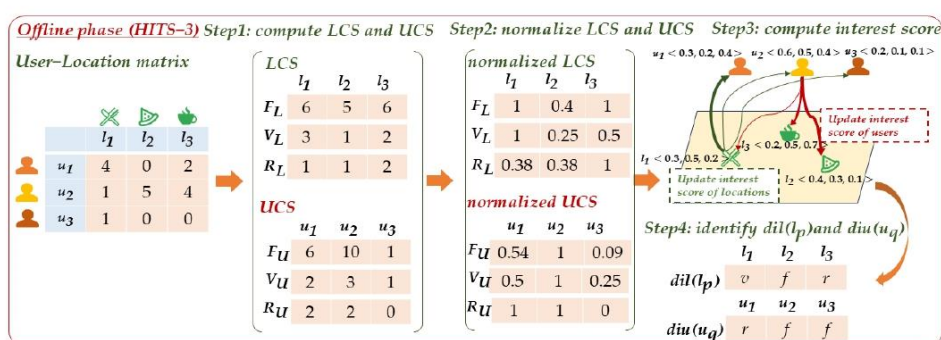 Offline phase (HITS–3)
Step1: compute LCS and UCS
Step2: normalize LCS and UCS
Step3: compute interest score
User–Location matrix
l1 l2 l3
u1 4 0 2
u2 1 5 4
u3 1 0 0
LCS
l1 l2 l3
FL 6 5 6
VL 3 1 2
RL 1 1 2
UCS
u1 u2 u3
FU 6 10 1
VU 2 3 1
RU 2 2 0
normalized LCS
l1 l2 l3
FL 1 0.4 1
VL 1 0.25 0.5
RL 0.38 0.38 1
normalized UCS
u1 u2 u3
FU 0.54 1 0.09
VU 0.5 1 0.25
RU 1 1 0
u1 < 0.3, 0.2, 0.4 > u2 < 0.6, 0.5, 0.4 > u3 < 0.2, 0.1, 0.1 >
Update interest
score of users
l3 < 0.2, 0.5, 0.7 >
l1 < 0.3, 0.5, 0.2 >
l2 < 0.4, 0.3, 0.1 >
Update interest
score of locations
Step4: identify dil(lp)and diu(uq)
l1 l2 l3
dil(lp) v f r
u1 u2 u3
diu(uq) r f f